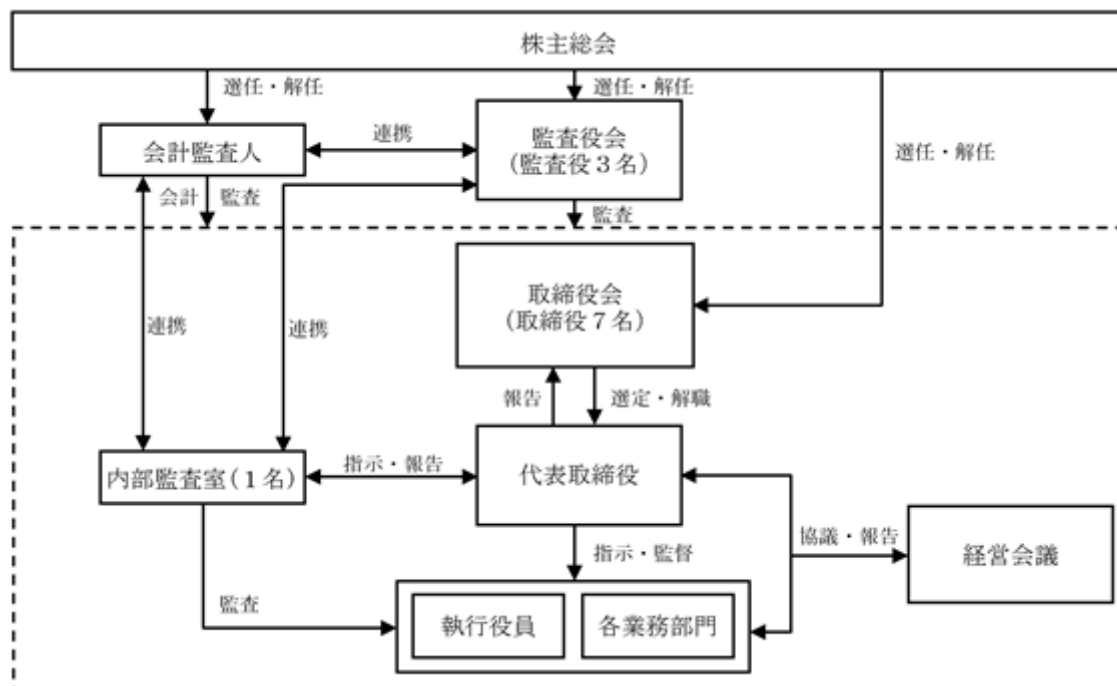 株主総会
選任・解任
選任・解任
選任・解任
会計監査人
連携
監査役会
(監査役3名)
会計 監査
監査
取締役会
(取締役7名)
連携
連携
報告
選定・解職
内部監査室(1名)
指示・報告
代表取締役
協議・報告
経営会議
指示・監督
監査
執行役員
各業務部門